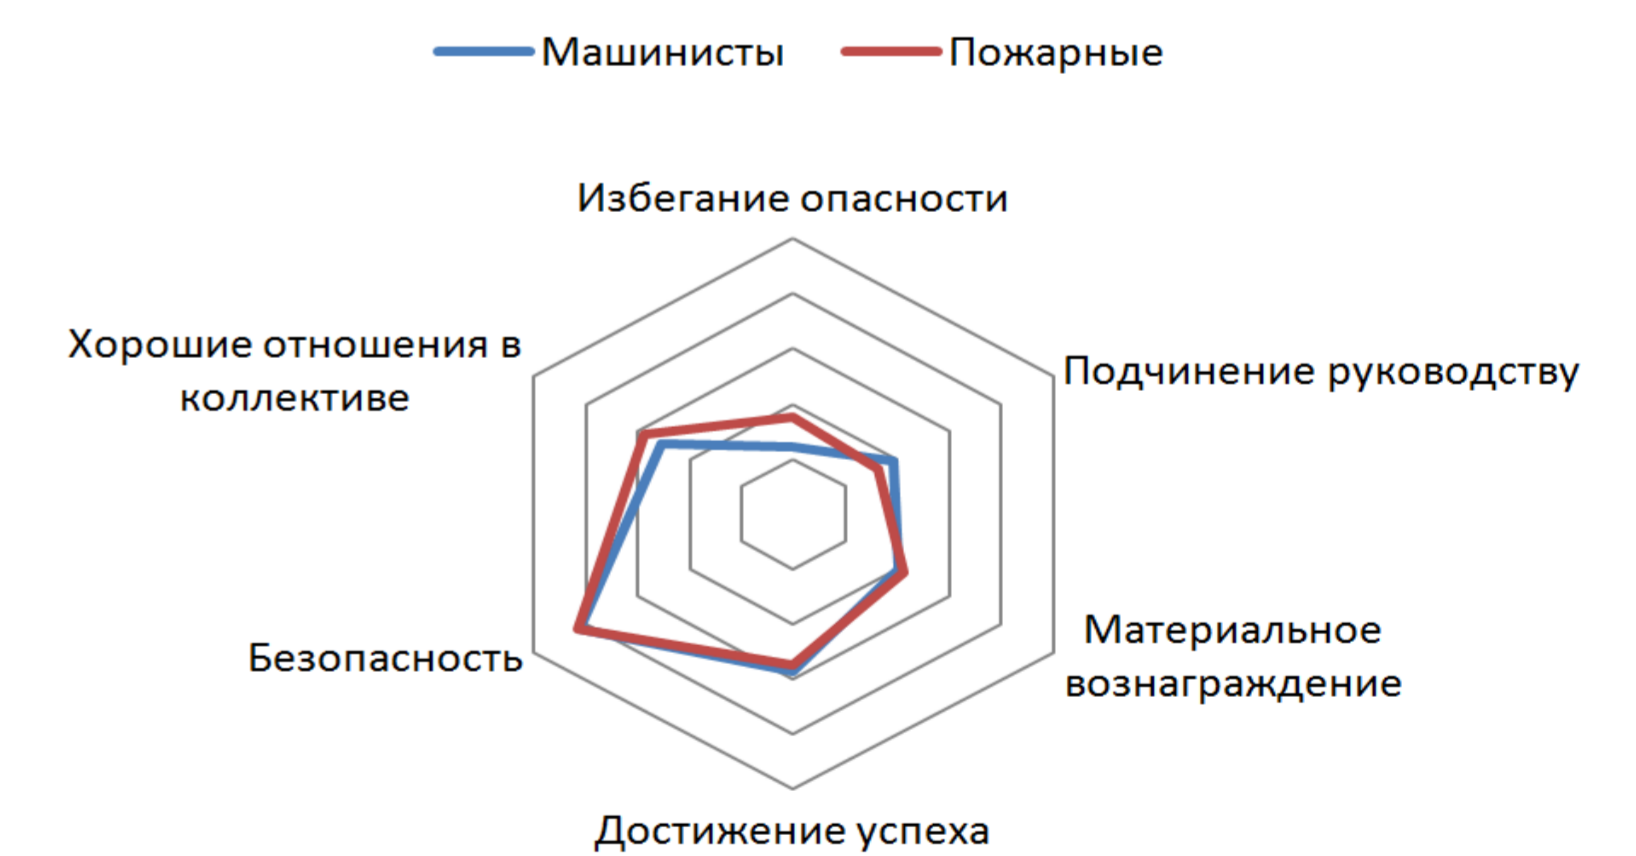 Машинисты
Пожарные
Избегание опасности
Хорошие отношения в
коллективе
Подчинение руководству
Безопасность
Материальное
вознаграждение
Достижение успеха